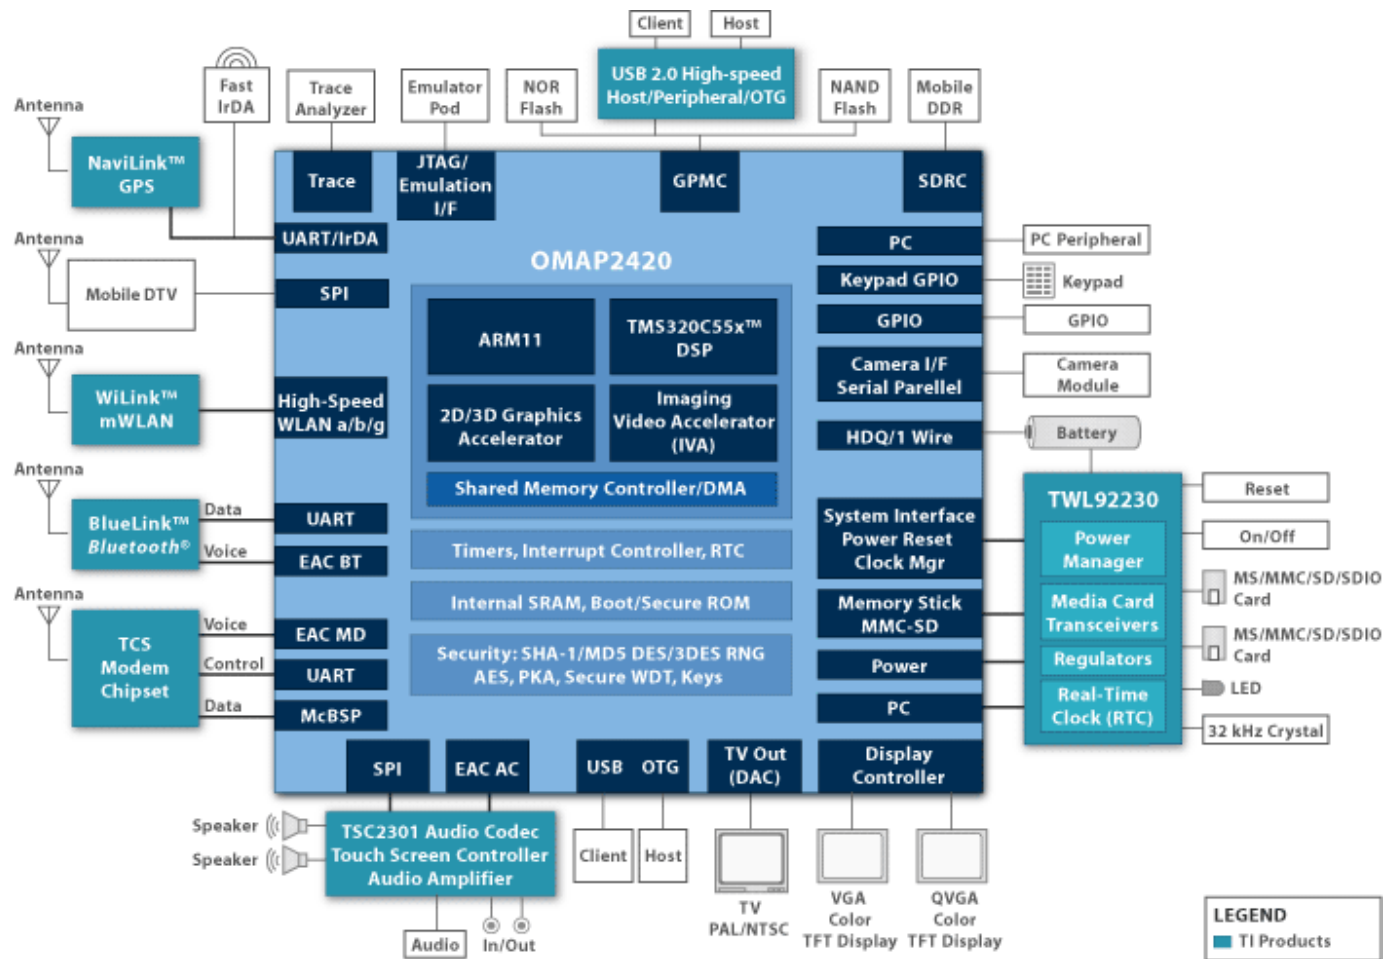 Client
Host
USB 2.0 High-speed
Host/Peripheral/OTG
Fast
IrDA
Trace
Analyzer
Emulator
Pod
NOR
Flash
NAND
Flash
Mobile
DDR
Antenna
NaviLink™
GPS
Trace
JTAG/
Emulation
I/F
GPMC
SDRC
UART/IrDA
Antenna
Mobile DTV
SPI
OMAP2420
ARM11
TMS320C55x™
DSP
2D/3D Graphics
Accelerator
Imaging
Video Accelerator
(IVA)
Shared Memory Controller/DMA
Timers, Interrupt Controller, RTC
Internal SRAM, Boot/Secure ROM
Security: SHA-1/MD5 DES/3DES RNG
AES, PKA, Secure WDT, Keys
PC
PC Peripheral
Keypad GPIO
Keypad
GPIO
GPIO
Camera I/F
Serial Parellel
Camera
Module
HDQ/1 Wire
Battery
Antenna
WiLink™
mWLAN
High-Speed
WLAN a/b/g
Antenna
BlueLink™
Bluetooth®
Data
Voice
UART
EAC BT
Antenna
TCS
Modem
Chipset
Voice
Control
Data
EAC MD
UART
McBSP
System Interface
Power Reset
Clock Mgr
Memory Stick
MMC-SD
Power
PC
TWL92230
Power
Manager
Media Card
Transceivers
Regulators
Real-Time
Clock (RTC)
Reset
On/Off
MS/MMC/SD/SDIO
Card
MS/MMC/SD/SDIO
Card
LED
32 kHz Crystal
SPI
EAC AC
USB OTG
TV Out
(DAC)
Display
Controller
Speaker
Speaker
TSC2301 Audio Codec
Touch Screen Controller
Audio Amplifier
Client
Host
Audio
In/Out
TV
PAL/NTSC
VGA
Color
TFT Display
QVGA
Color
TFT Display
LEGEND
TI Products